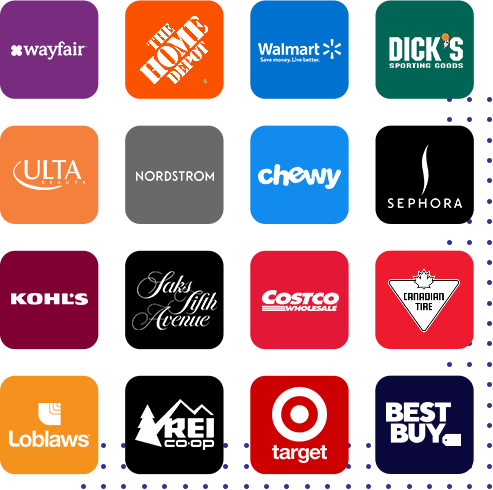 wayfair
THE
HOME
DEPOT
Walmart
Save money. Live better.
DICK'S
SPORTING GOODS
ULTA
BEAUTY
NORDSTROM
chewy
SEPHORA
KOHL'S
Saks
Fifth
Avenue
COSTCO
WHOLESALE
CANADIAN
TIRE
Loblaws
REI
CO·OP
target
BEST
BUY